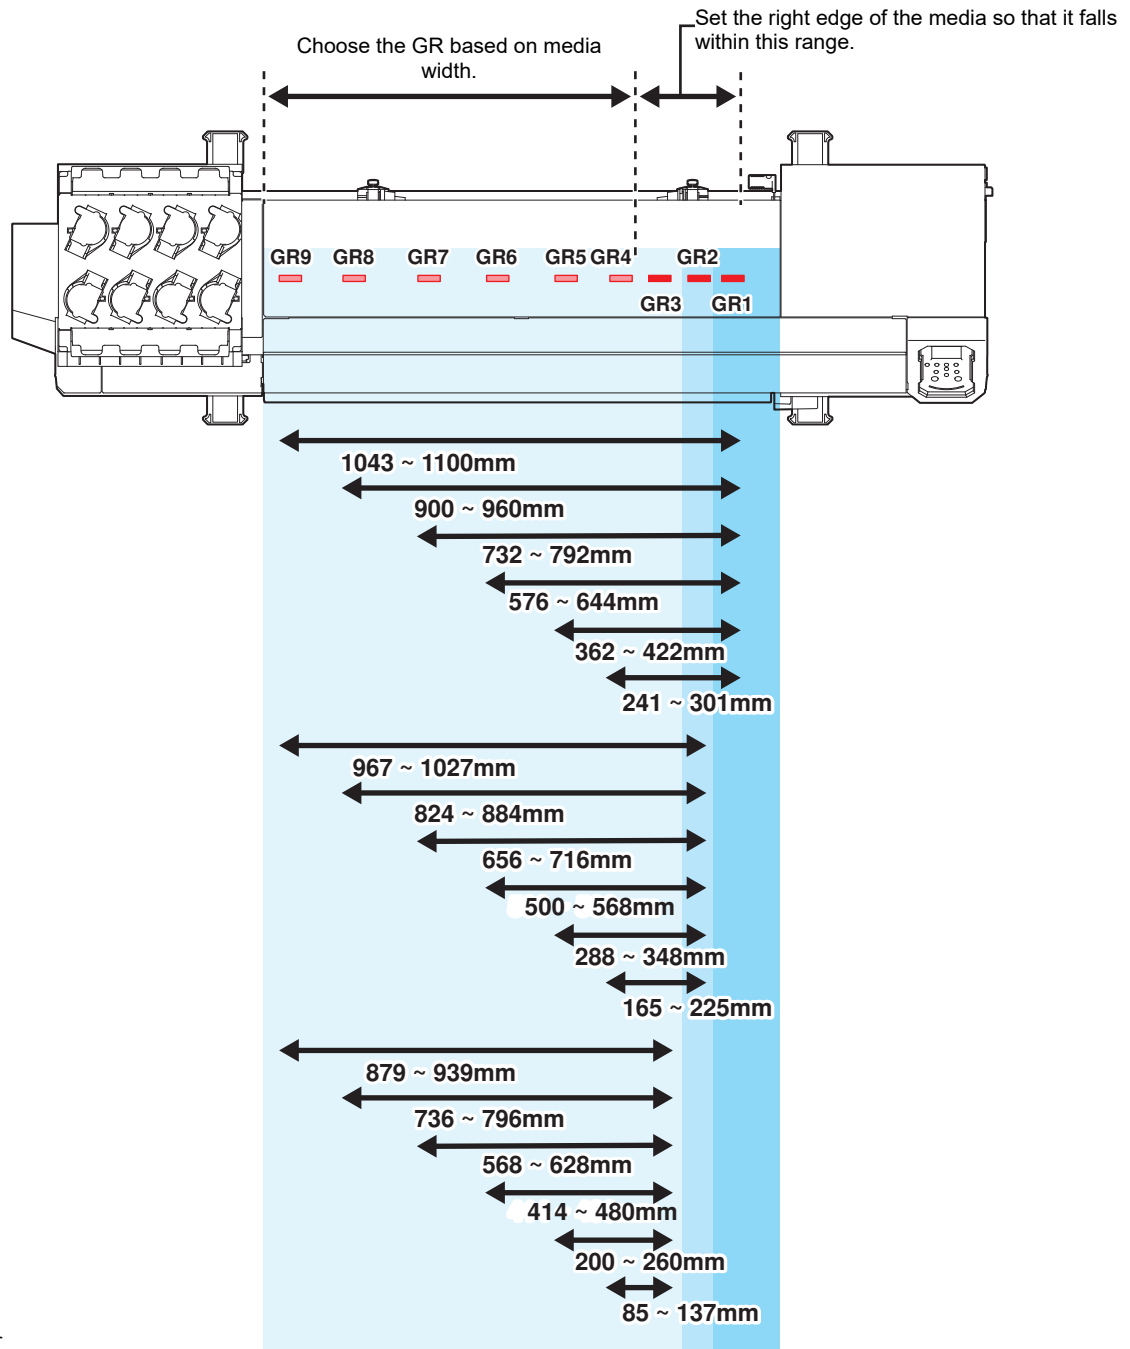 Set the right edge of the media so that it falls
within this range.
Choose the GR based on media
width.
GR9 GR8 GR7 GR6 GR5 GR4 GR2
GR3 GR1
1043 ~ 1100mm
900 ~ 960mm
732 ~ 792mm
576 ~ 644mm
362 ~ 422mm
241 ~ 301mm
967 ~ 1027mm
824 ~ 884mm
656 ~ 716mm
500 ~ 568mm
288 ~ 348mm
165 ~ 225mm
879 ~ 939mm
736 ~ 796mm
568 ~ 628mm
414 ~ 480mm
200 ~ 260mm
85 ~ 137mm